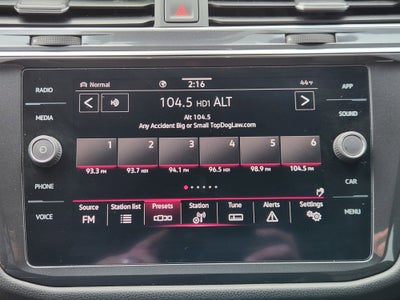 Normal 2:16 44°F
RADIO APP
104.5 HD1 ALT
MEDIA SOUND
Alt 104.5
Any Accident Big or Small TopDogLaw.com
1 2 3 4 5 6
93.3 FM 93.7 HD1 94.1 FM 96.5 HD1 98.9 FM 104.5 FM
PHONE CAR
Source Station list Presets Station Tune Alerts Settings
VOICE FM MENU